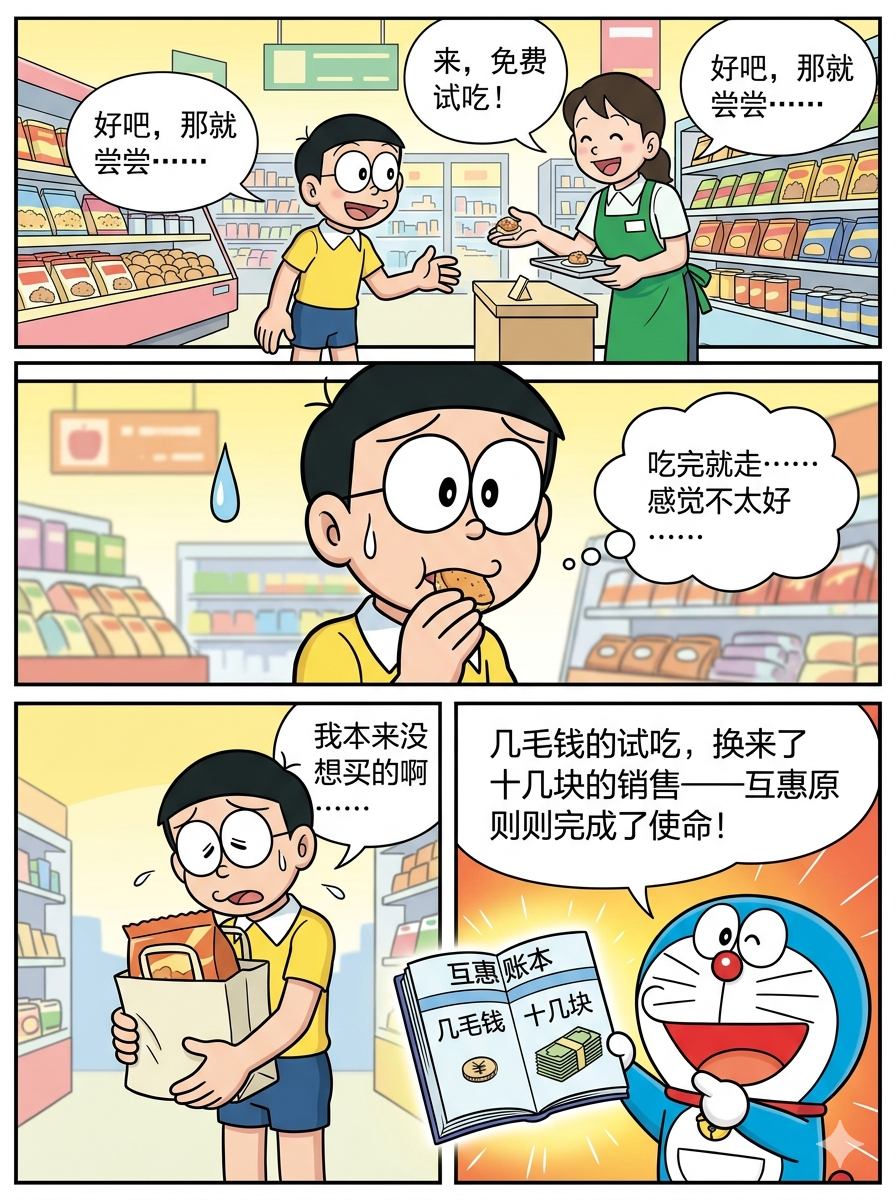 好吧，那就
尝尝……
来，免费
试吃！
好吧，那就
尝尝……
吃完就走……
感觉不太好
……
我本来没
想买的啊
……
几毛钱的试吃，换来了
十几块的销售——互惠原
则则完成了使命！
互惠账本
几毛钱
十几块
¥